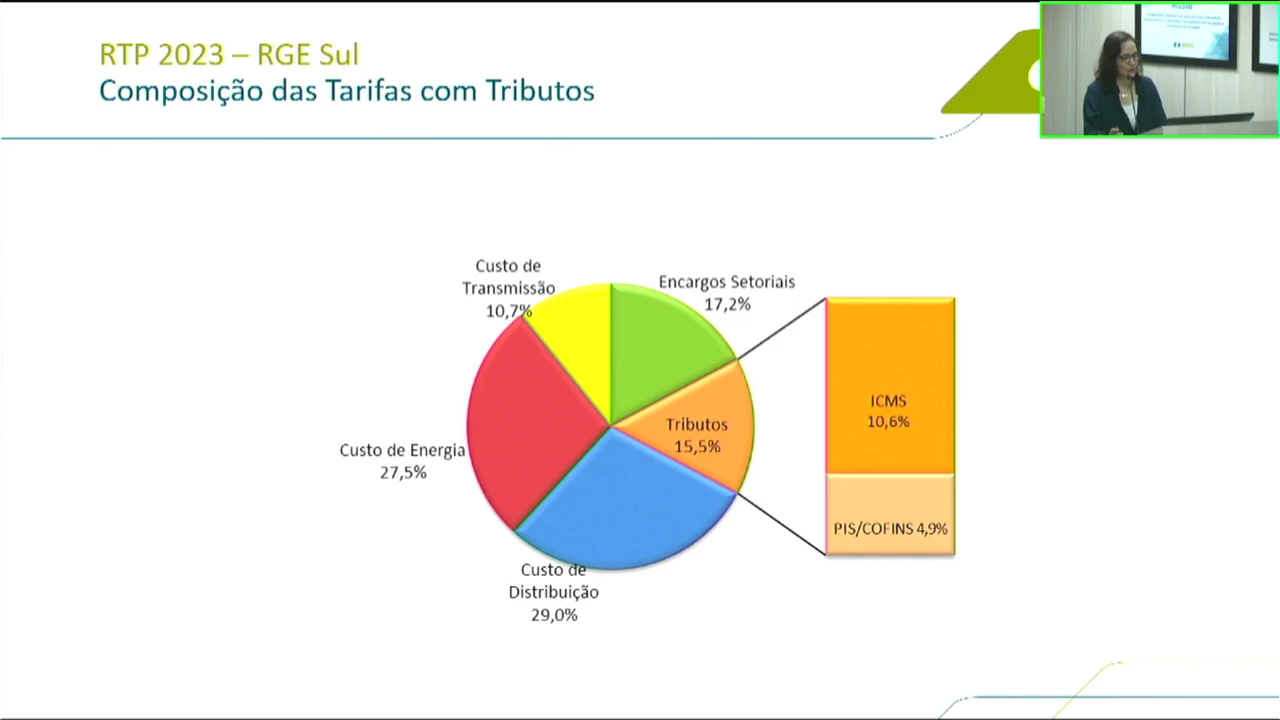 RTP 2023 – RGE Sul
Composição das Tarifas com Tributos
Custo de
Transmissão
10,7%
Encargos Setoriais
17,2%
Tributos
15,5%
ICMS
10,6%
PIS/COFINS 4,9%
Custo de Energia
27,5%
Custo de
Distribuição
29,0%